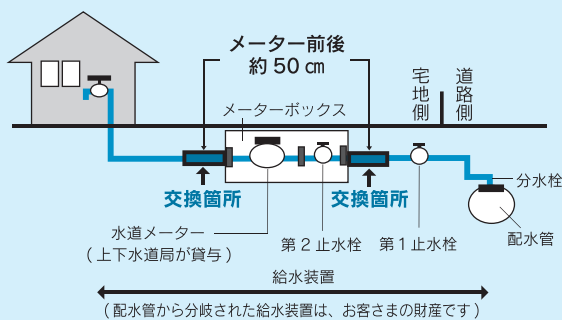 メーター前後
約50㎝
宅地側
道路側
メーターボックス
交換箇所
交換箇所
分水栓
配水管
水道メーター
(上下水道局が貸与)
第2止水栓
第1止水栓
給水装置
(配水管から分岐された給水装置は、お客さまの財産です)